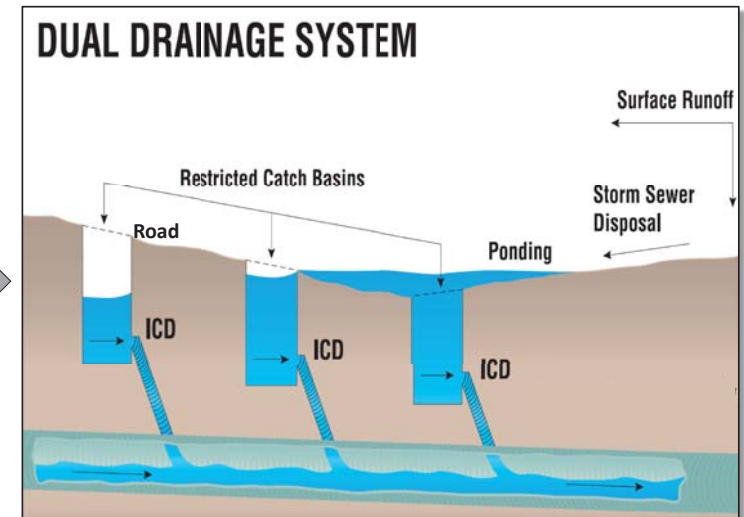 DUAL DRAINAGE SYSTEM
Surface Runoff
Restricted Catch Basins
Storm Sewer
Disposal
Road
Ponding
ICD
ICD
ICD